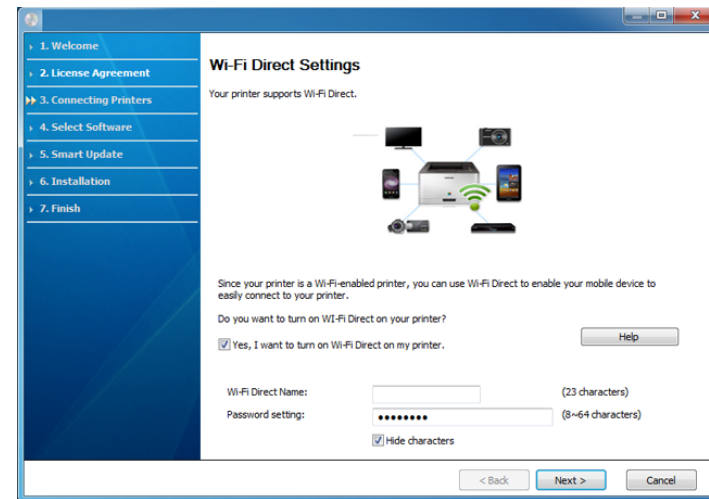 1. Welcome
2. License Agreement
3. Connecting Printers
4. Select Software
5. Smart Update
6. Installation
7. Finish
Wi-Fi Direct Settings
Your printer supports Wi-Fi Direct.
Since your printer is a Wi-Fi-enabled printer, you can use Wi-Fi Direct to enable your mobile device to
easily connect to your printer.
Do you want to turn on WI-Fi Direct on your printer?
Yes, I want to turn on Wi-Fi Direct on my printer.
Help
Wi-Fi Direct Name: (23 characters)
Password setting: •••••••• (8~64 characters)
Hide characters
< Back Next > Cancel